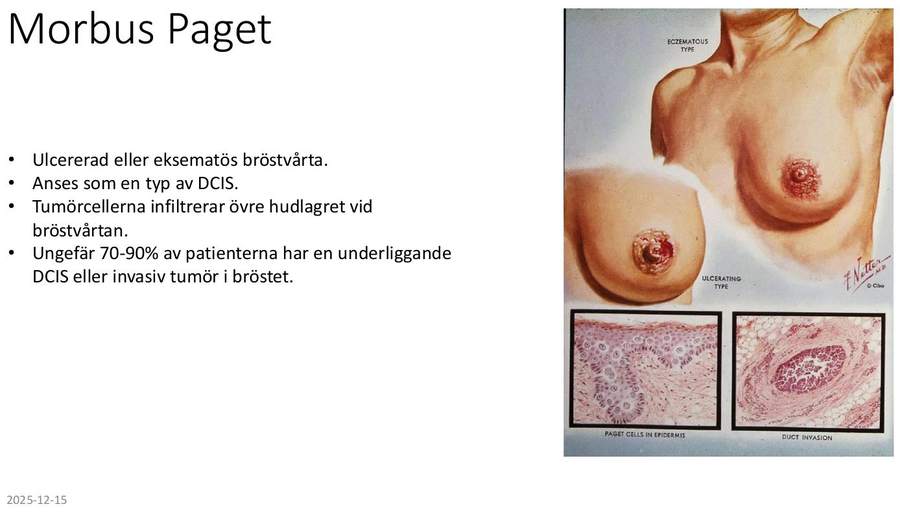 Morbus Paget
• Ulcererad eller eksematös bröstvårta.
• Anses som en typ av DCIS.
• Tumörcellerna infiltrerar övre hudlagret vid
bröstvårtan.
• Ungefär 70-90% av patienterna har en underliggande
DCIS eller invasiv tumör i bröstet.
ECZEMATOUS
TYPE
ULCERATING
TYPE
F. Netter
M.D.
© Ciba
PAGET CELLS IN EPIDERMIS
DUCT INVASION
2025-12-15